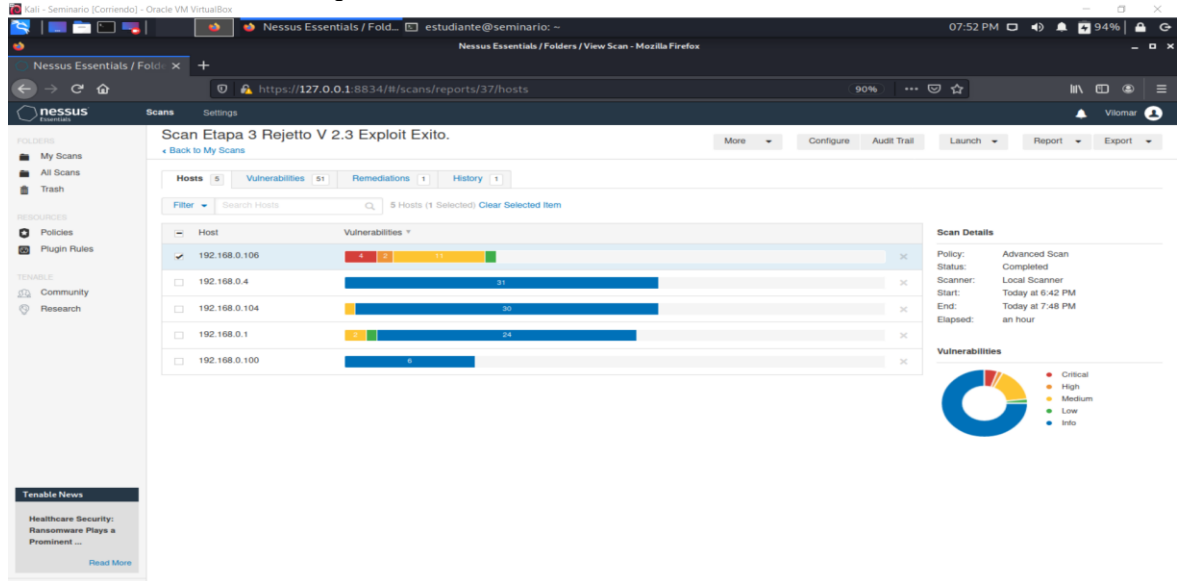 Kali - Seminario [Corriendo] - Oracle VM VirtualBox
Nessus Essentials / Fold... estudiante@seminario: ~ 07:52 PM 94%
Nessus Essentials / Folders / View Scan - Mozilla Firefox
Nessus Essentials / Folde
https://127.0.0.1:8834/#/scans/reports/37/hosts 90%
nessus Essentials Scans Settings Vilomar
FOLDERS
My Scans
All Scans
Trash
RESOURCES
Policies
Plugin Rules
TENABLE
Community
Research
Scan Etapa 3 Rejetto V 2.3 Exploit Exito.
Back to My Scans
More Configure Audit Trail Launch Report Export
Hosts 5 Vulnerabilities 51 Remediations 1 History 1
Filter Search Hosts 5 Hosts (1 Selected) Clear Selected Item
Host Vulnerabilities
192.168.0.106 4 2 11
192.168.0.4 31
192.168.0.104 30
192.168.0.1 2 24
192.168.0.100 6
Scan Details
Policy: Advanced Scan
Status: Completed
Scanner: Local Scanner
Start: Today at 6:42 PM
End: Today at 7:48 PM
Elapsed: an hour
Vulnerabilities
Critical
High
Medium
Low
Info
Tenable News
Healthcare Security:
Ransomware Plays a
Prominent ...
Read More